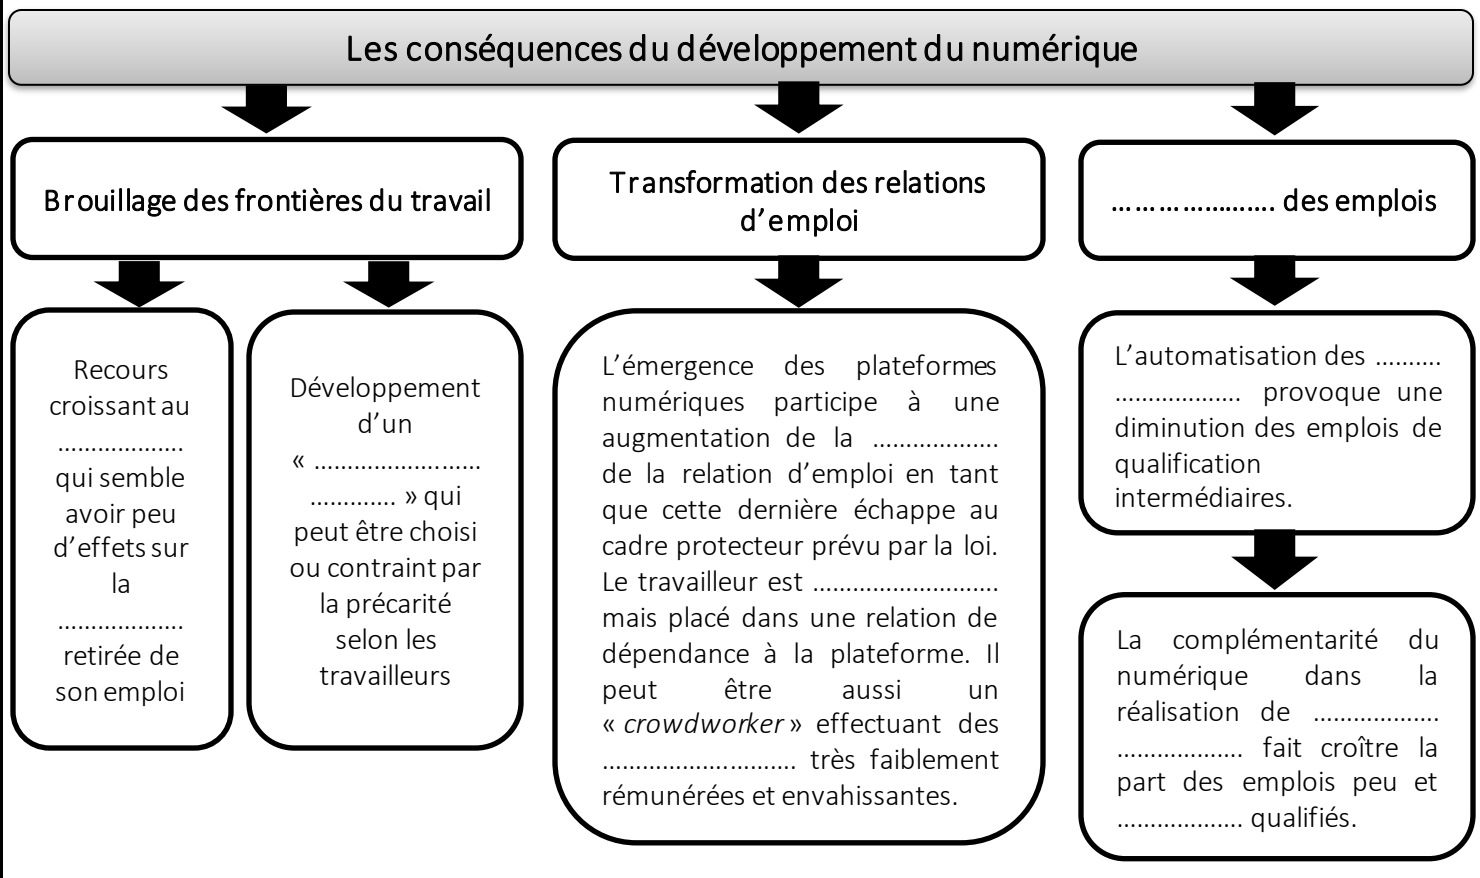 Les conséquences du développement du numérique
Brouillage des frontières du travail
Transformation des relations
d’emploi
…………........... des emplois
Recours
croissant au
...................
qui semble
avoir peu
d’effets sur
la
...................
retirée de
son emploi
Développement
d’un
« .........................
............. » qui
peut être choisi
ou contraint par
la précarité
selon les
travailleurs
L’émergence des plateformes
numériques participe à une
augmentation de la ...................
de la relation d’emploi en tant
que cette dernière échappe au
cadre protecteur prévu par la loi.
Le travailleur est ............................
mais placé dans une relation de
dépendance à la plateforme. Il
peut être aussi un
« crowdworker » effectuant des
............................. très faiblement
rémunérées et envahissantes.
L’automatisation des ..........
................... provoque une
diminution des emplois de
qualification
intermédiaires.
La complémentarité du
numérique dans la
réalisation de ...................
................... fait croître la
part des emplois peu et
................... qualifiés.